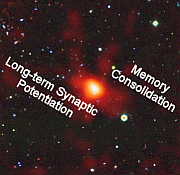 Long-term Synaptic
Potentiation
Memory
Consolidation